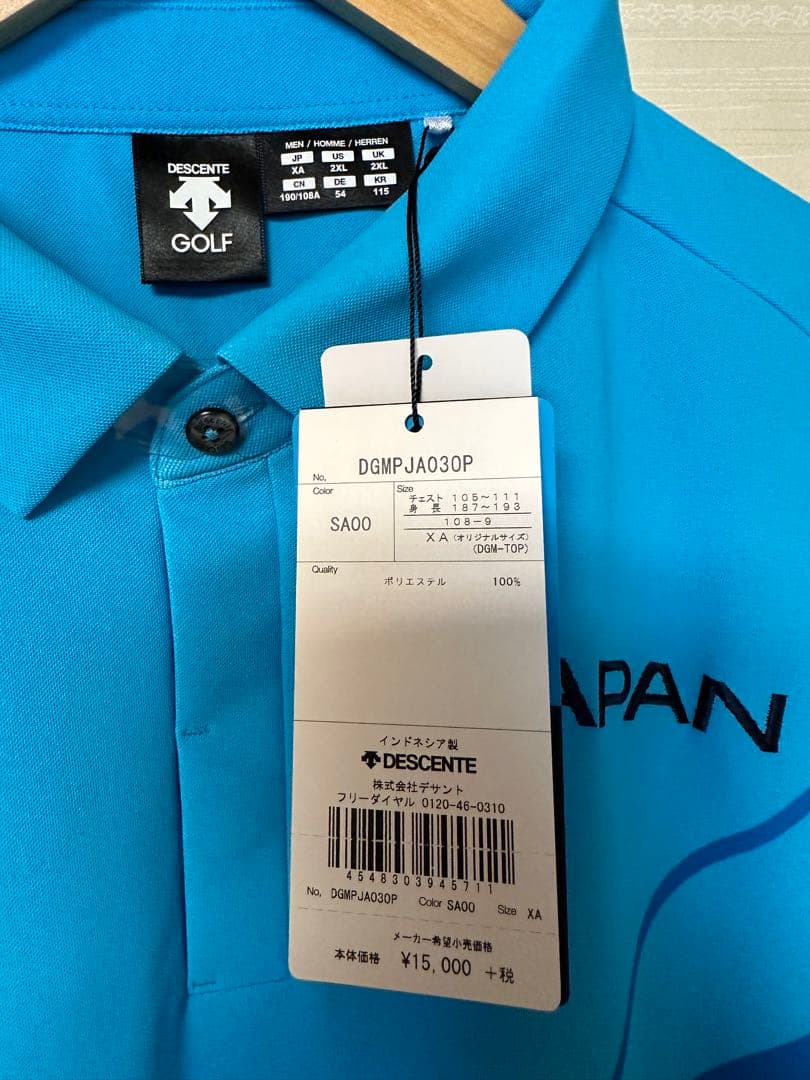 DESCENTE
GOLF
MEN / HOMME / HERREN
JP US UK
XA 2XL 2XL
CN DE KR
190/108A 54 115
No, DGMPJA030P
Color
SA00
Size
チェスト 105〜111
身 長 187〜193
108-9
XA (オリジナルサイズ)
(DGM-TOP)
Quality
ポリエステル 100%
APAN
インドネシア製
DESCENTE
株式会社デサント
フリーダイヤル 0120-46-0310
4548303945711
No, DGMPJA030P Color SA00 Size XA
メーカー希望小売価格
本体価格 ¥15,000 +税